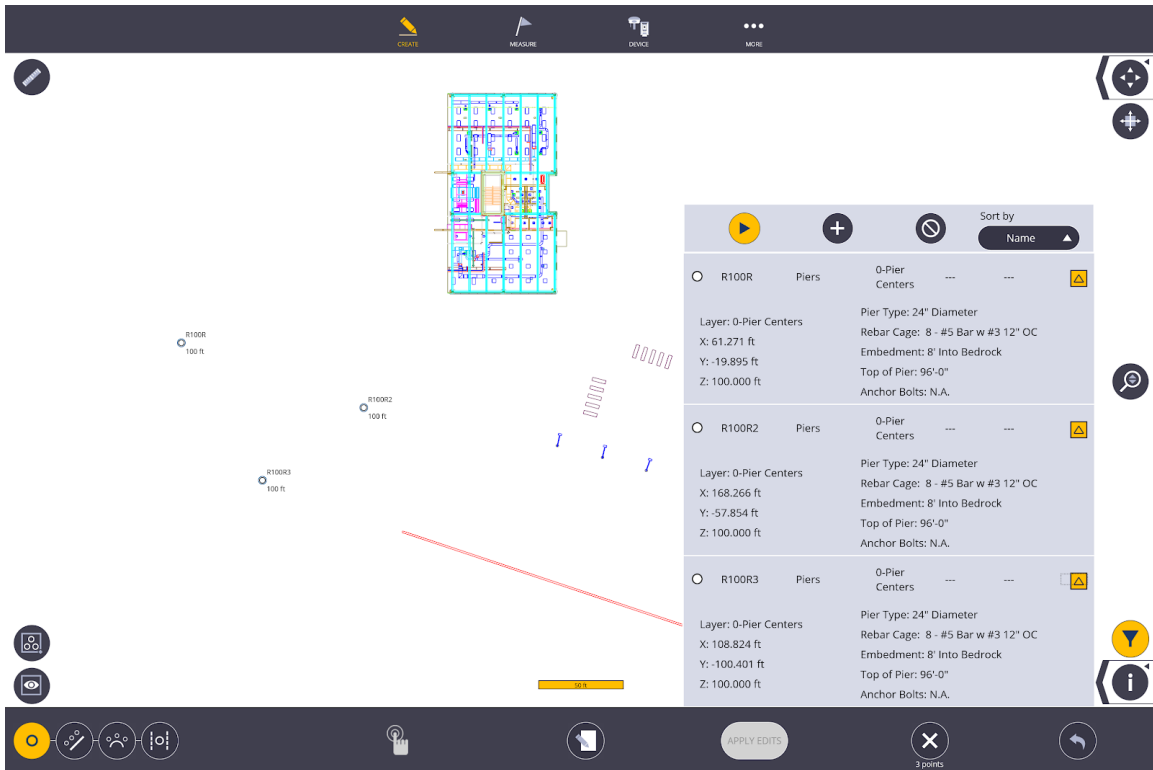 CREATE
MEASURE
DEVICE
MORE
Sort by
Name
R100R
Piers
0-Pier
Centers
---
---
Layer: 0-Pier Centers
X: 61.271 ft
Y: -19.895 ft
Z: 100.000 ft
Pier Type: 24" Diameter
Rebar Cage: 8 - #5 Bar w #3 12" OC
Embedment: 8' Into Bedrock
Top of Pier: 96'-0"
Anchor Bolts: N.A.
R100R2
Piers
0-Pier
Centers
---
---
Layer: 0-Pier Centers
X: 168.266 ft
Y: -57.854 ft
Z: 100.000 ft
Pier Type: 24" Diameter
Rebar Cage: 8 - #5 Bar w #3 12" OC
Embedment: 8' Into Bedrock
Top of Pier: 96'-0"
Anchor Bolts: N.A.
R100R3
Piers
0-Pier
Centers
---
---
Layer: 0-Pier Centers
X: 108.824 ft
Y: -100.401 ft
Z: 100.000 ft
Pier Type: 24" Diameter
Rebar Cage: 8 - #5 Bar w #3 12" OC
Embedment: 8' Into Bedrock
Top of Pier: 96'-0"
Anchor Bolts: N.A.
R100R
100 ft
R100R2
100 ft
R100R3
100 ft
50 ft
i
APPLY EDITS
3 points